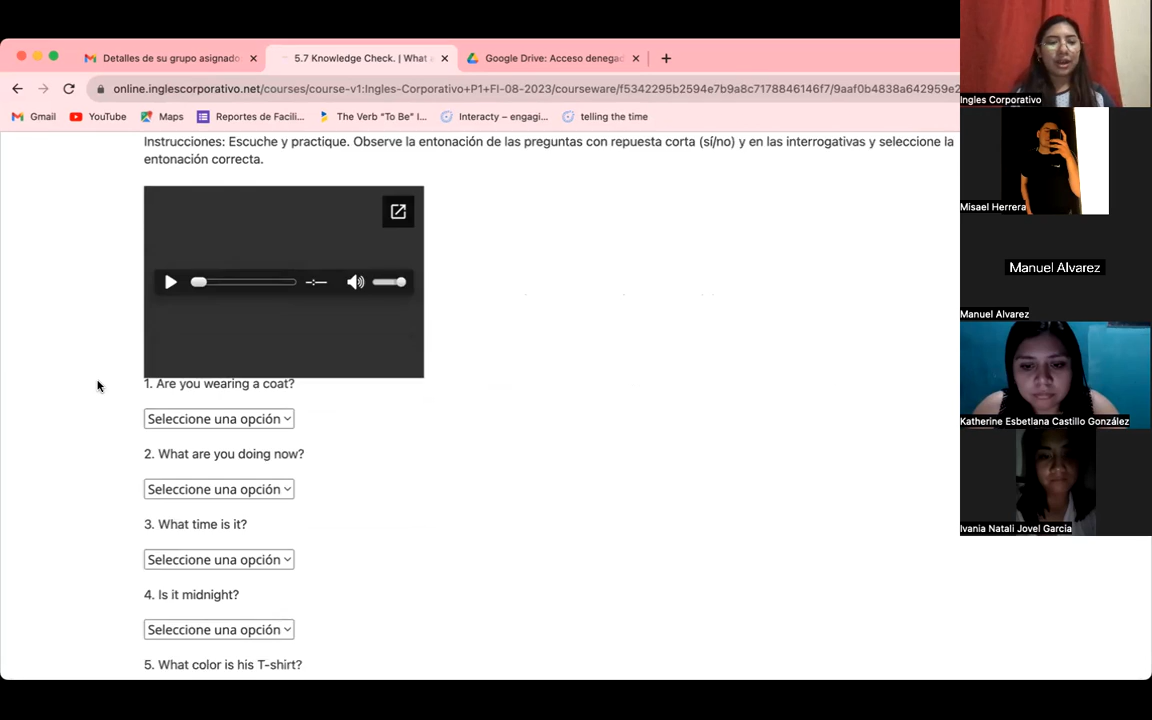 Detalles de su grupo asignado
5.7 Knowledge Check. | What
Google Drive: Acceso denegad
online.inglescorporativo.net/courses/course-v1:Ingles-Corporativo+P1+FI-08-2023/courseware/f5342295b2594e7b9a8c7178846146f7/9aaf0b4838a642959e2
Gmail
YouTube
Maps
Reportes de Facili...
The Verb "To Be" I...
Interacty – engagi...
telling the time
Instrucciones: Escuche y practique. Observe la entonación de las preguntas con repuesta corta (sí/no) y en las interrogativas y seleccione la
entonación correcta.
1. Are you wearing a coat?
Seleccione una opción
2. What are you doing now?
Seleccione una opción
3. What time is it?
Seleccione una opción
4. Is it midnight?
Seleccione una opción
5. What color is his T-shirt?
Ingles Corporativo
Misael Herrera
Manuel Alvarez
Manuel Alvarez
Katherine Esbetlana Castillo González
Ivania Natali Jovel García